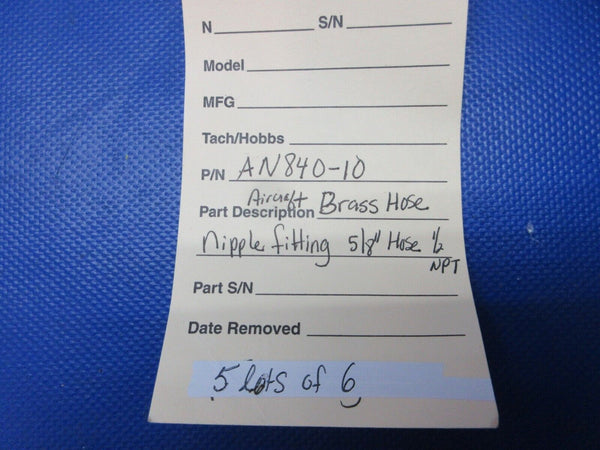 N S/N
Model
MFG
Tach/Hobbs
P/N AN840-10
Part Description Aircraft Brass Hose
Nipple fitting 5/8" Hose 1/2
NPT
Part S/N
Date Removed
5 lots of 6